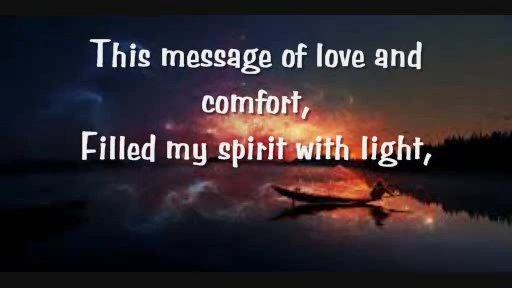 This message of love and
comfort,
Filled my spirit with light,